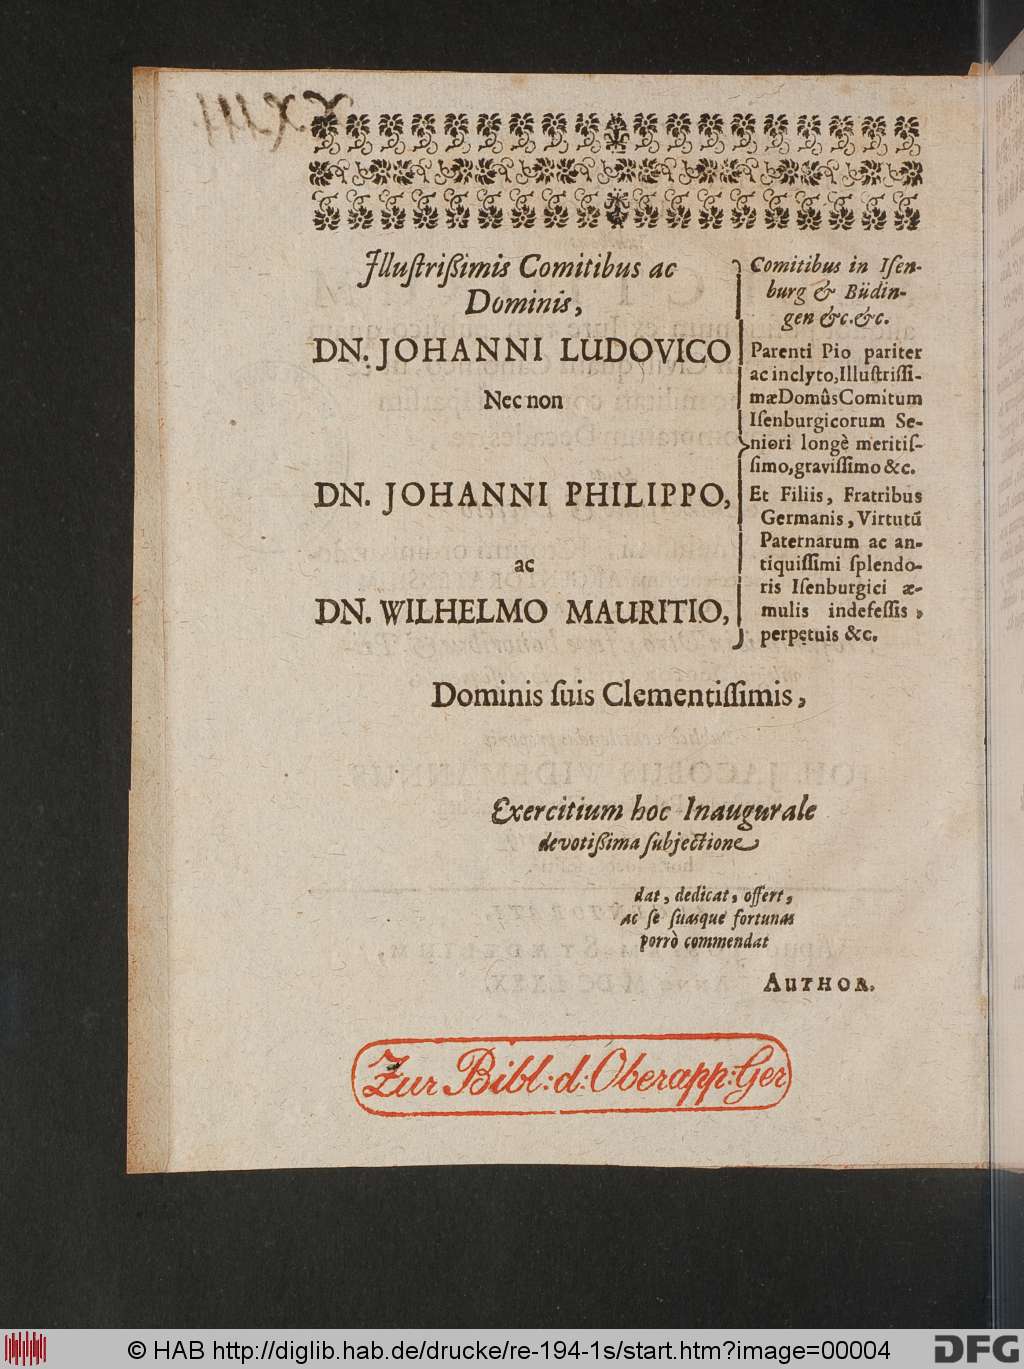 Jllustrißimis Comitibus ac
Dominis,
DN. JOHANNI LUDOVICO
Nec non
DN. JOHANNI PHILIPPO,
ac
DN. WILHELMO MAURITIO,
Comitibus in Iſen-
burg & Büdin-
gen &c.&c.
Parenti Pio pariter
ac inclyto, Illuſtriſſi-
mæ Domûs Comitum
Iſenburgicorum Se-
niori longè meritiſ-
ſimo, graviſſimo &c.
Et Filiis, Fratribus
Germanis, Virtutũ
Paternarum ac an-
tiquiſſimi ſplendo-
ris Iſenburgici æ-
mulis indefeſſis,
perpetuis &c.
Dominis ſuis Clementiſſimis,
Exercitium hoc Inaugurale
devotißima ſubjectione
dat, dedicat, offert,
ac ſe ſuasque fortunas
porrò commendat
AUTHOR.
Zur Bibl: d: Oberapp: Ger
© HAB http://diglib.hab.de/drucke/re-194-1s/start.htm?image=00004
DFG